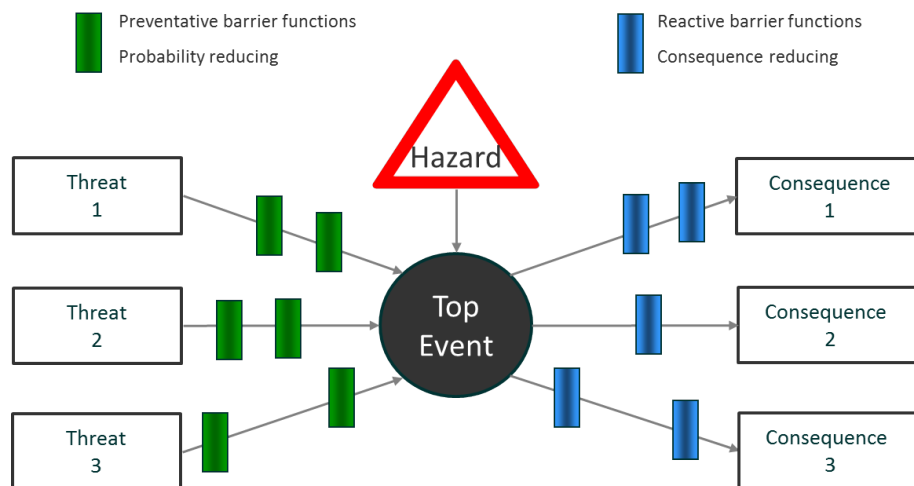 Preventative barrier functions
Probability reducing
Reactive barrier functions
Consequence reducing
Hazard
Threat
1
Consequence
1
Threat
2
Top
Event
Consequence
2
Threat
3
Consequence
3